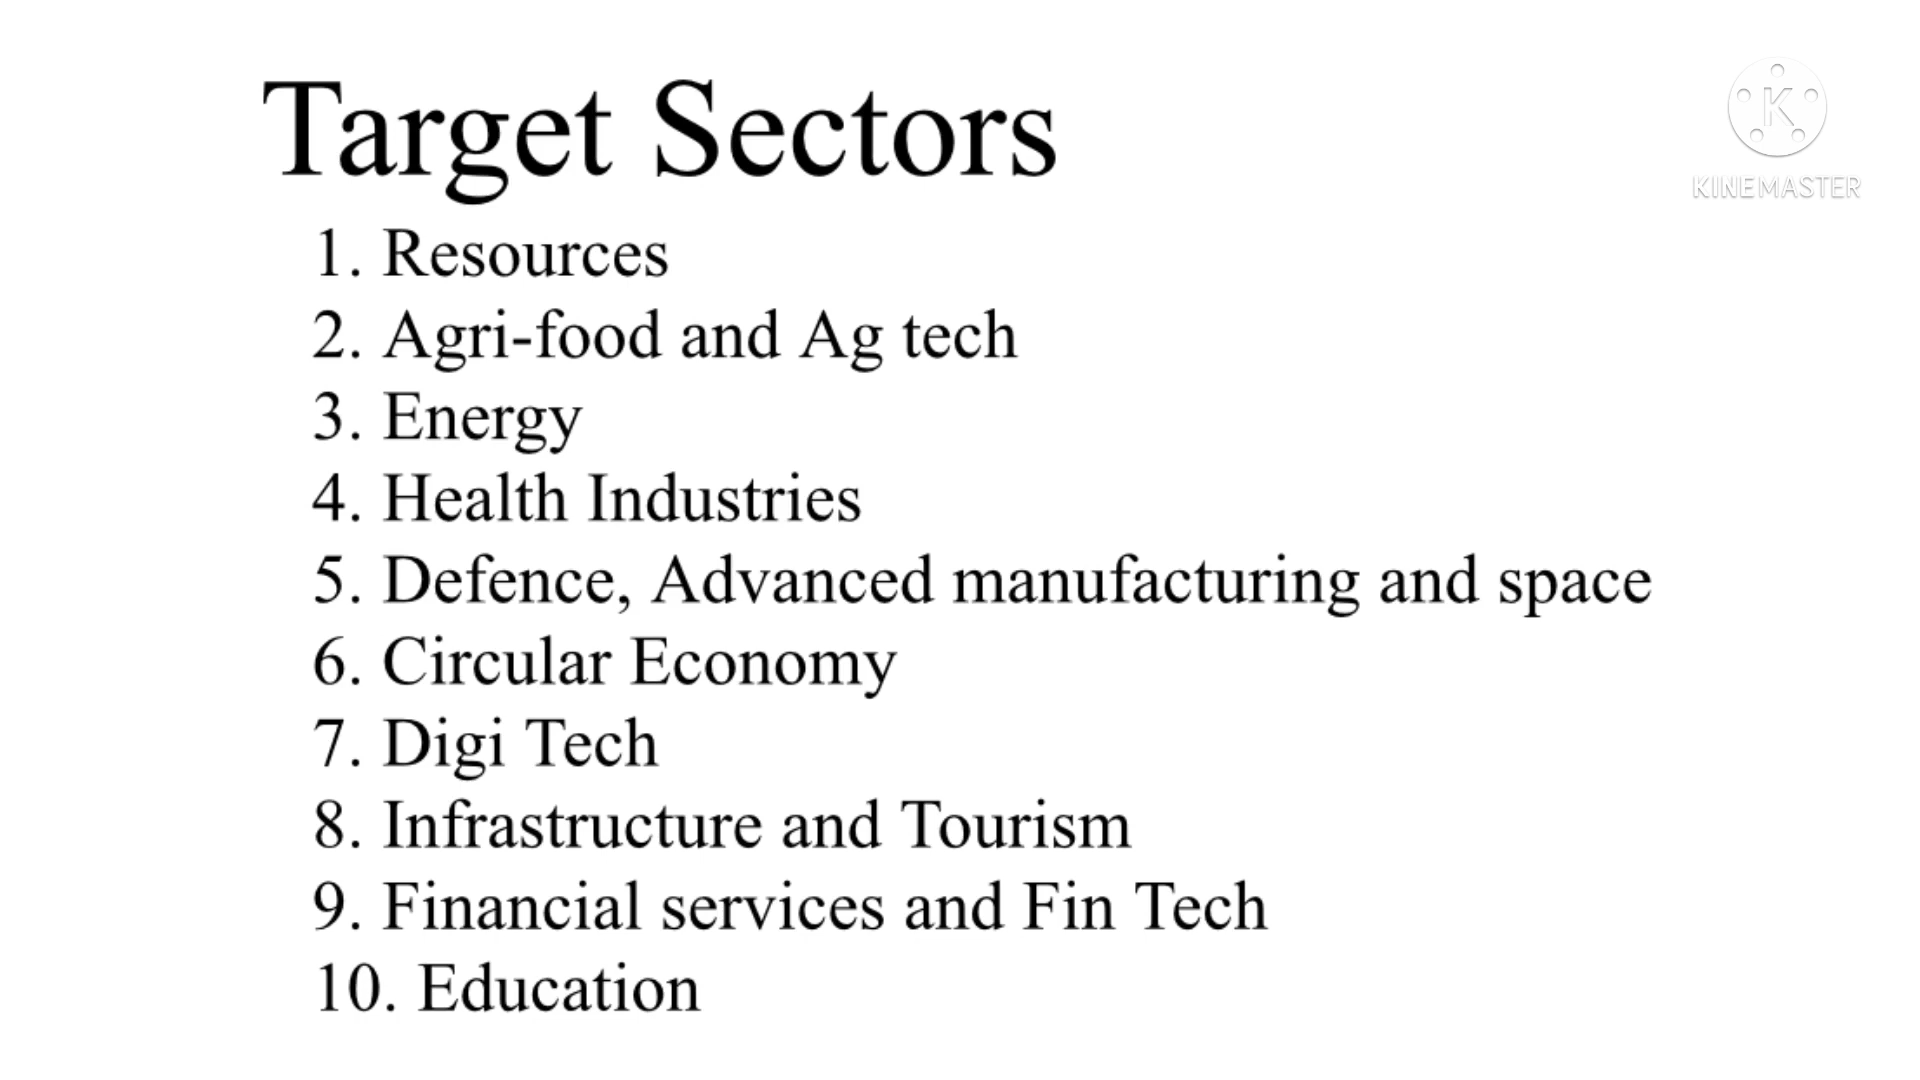 Target Sectors
K
KINEMASTER
1. Resources
2. Agri-food and Ag tech
3. Energy
4. Health Industries
5. Defence, Advanced manufacturing and space
6. Circular Economy
7. Digi Tech
8. Infrastructure and Tourism
9. Financial services and Fin Tech
10. Education